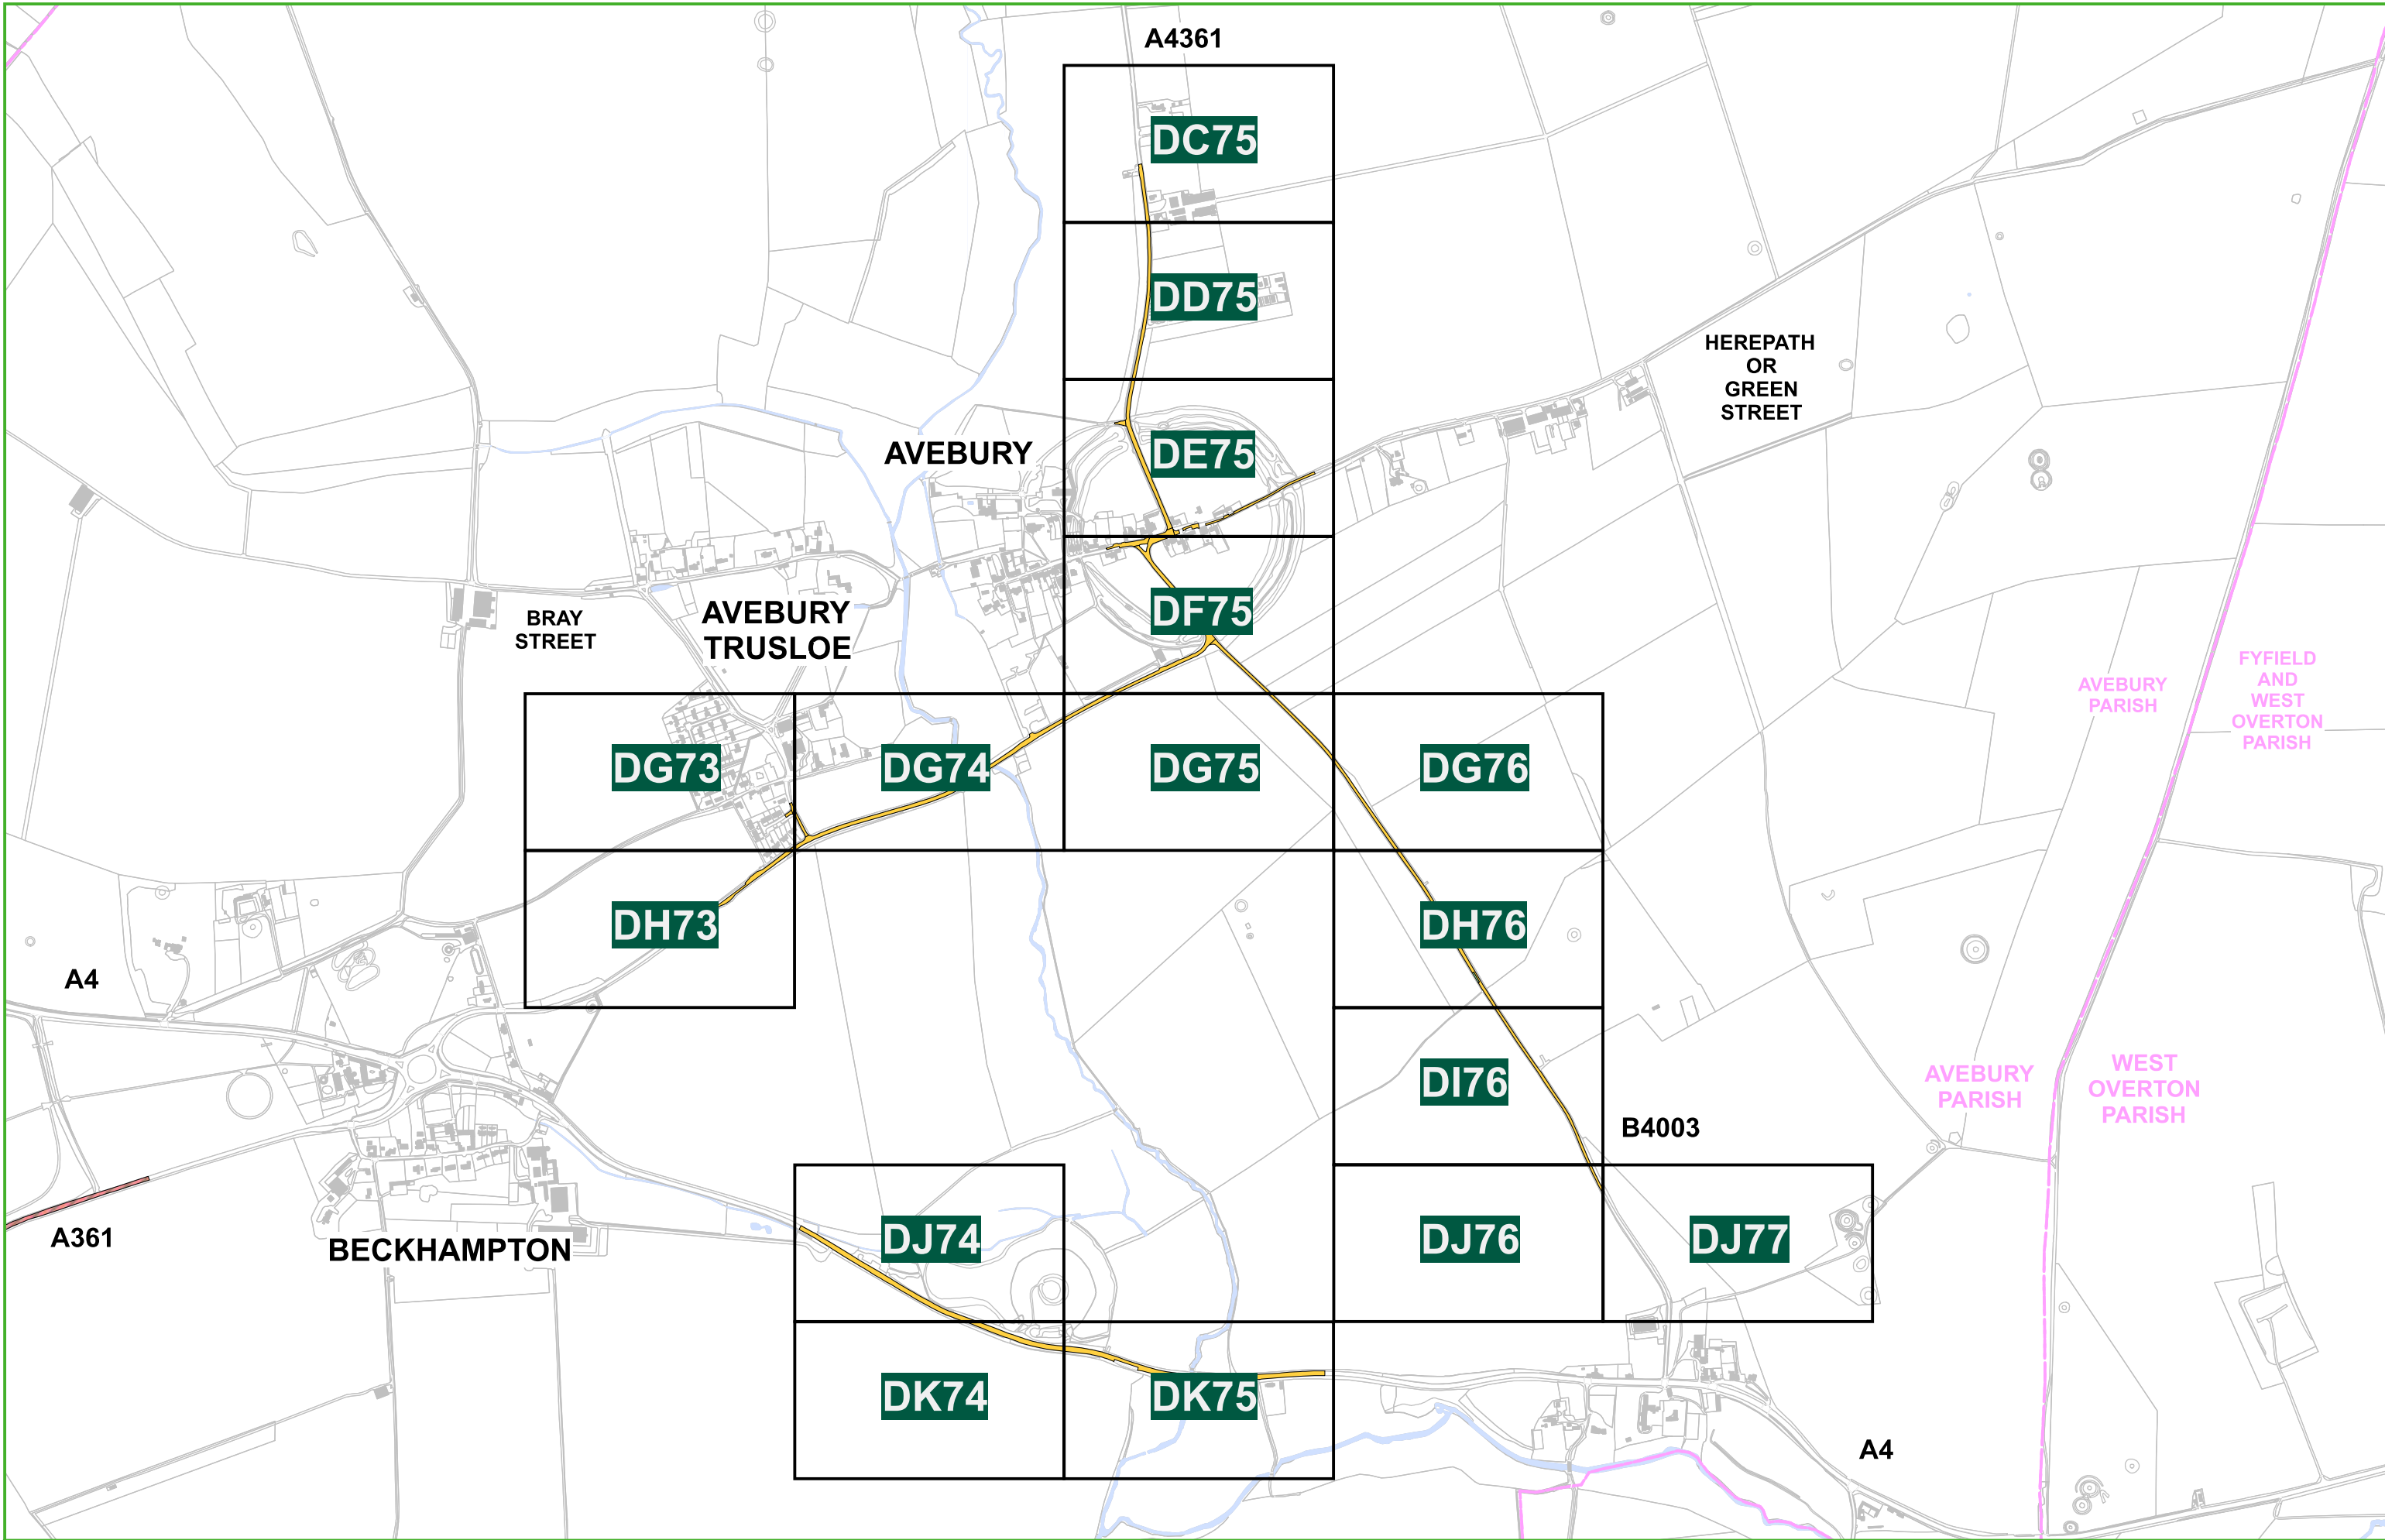 A4361
DC75
DD75
HEREPATH
OR
GREEN
STREET
AVEBURY
DE75
BRAY
STREET
AVEBURY
TRUSLOE
DF75
AVEBURY
PARISH
FYFIELD
AND
WEST
OVERTON
PARISH
DG73
DG74
DG75
DG76
DH73
DH76
A4
DI76
B4003
AVEBURY
PARISH
WEST
OVERTON
PARISH
A361
BECKHAMPTON
DJ74
DJ76
DJ77
DK74
DK75
A4